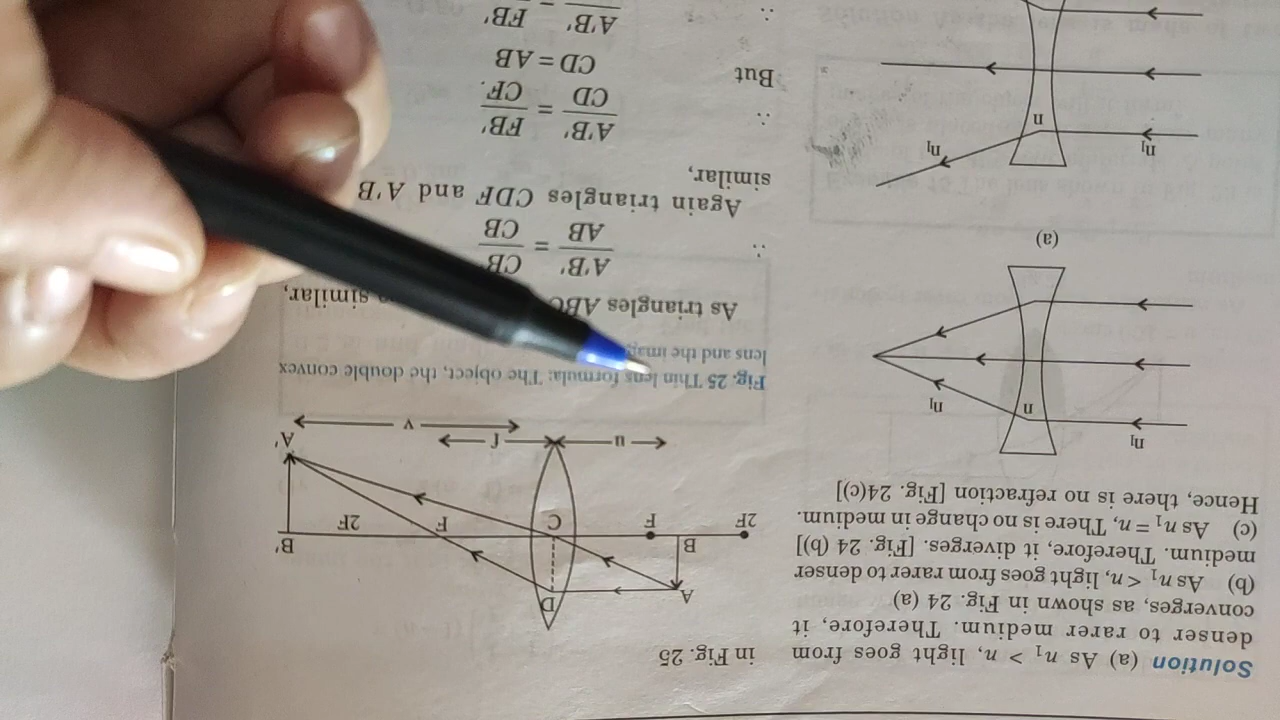 Solution (a) As n₁ > n, light goes from
denser to rarer medium. Therefore, it
converges, as shown in Fig. 24 (a)
(b) As n₁ < n, light goes from rarer to denser
medium. Therefore, it diverges. [Fig. 24 (b)]
(c) As n₁ = n, There is no change in medium.
Hence, there is no refraction [Fig. 24(c)]
n₁
n
n₁
(a)
n₁
n
n₁
in Fig. 25
A
D
2F
B
F
C
F
2F
B'
A'
u
f
v
Fig. 25 Thin lens formula: The object, the double convex
lens and the
As triangles similar,
∴ A'B'/AB = /CB
Again triangles CDF and
similar,
∴ A'B'/CD = FB'/CF.
But CD = AB
∴ A'B' = FB'